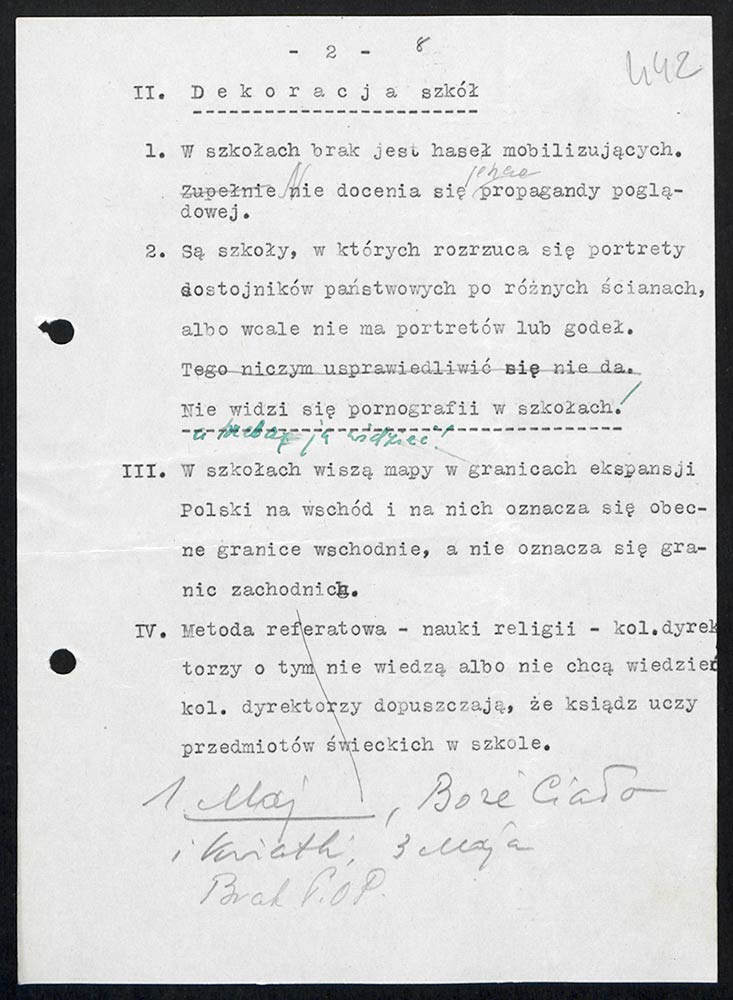 - 2 - 8
442
II. Dekoracja szkół
1. W szkołach brak jest haseł mobilizujących.
Zupełnie Nie docenia się jeszcze propagandy poglą-
dowej.
2. Są szkoły, w których rozrzuca się portrety
dostojników państwowych po różnych ścianach,
albo wcale nie ma portretów lub godeł.
Tego niczym usprawiedliwić się nie da.
Nie widzi się pornografii w szkołach!
a trzeba ją widzieć!
III. W szkołach wiszą mapy w granicach ekspansji
Polski na wschód i na nich oznacza się obec-
ne granice wschodnie, a nie oznacza się gra-
nic zachodnich.
IV. Metoda referatowa - nauki religii - kol.dyrek
torzy o tym nie wiedzą albo nie chcą wiedzieć
kol. dyrektorzy dopuszczają, że ksiądz uczy
przedmiotów świeckich w szkole.
1 Maj, Boże Ciało
i Kwiatki, 3 Maja
Brak P.O.P.